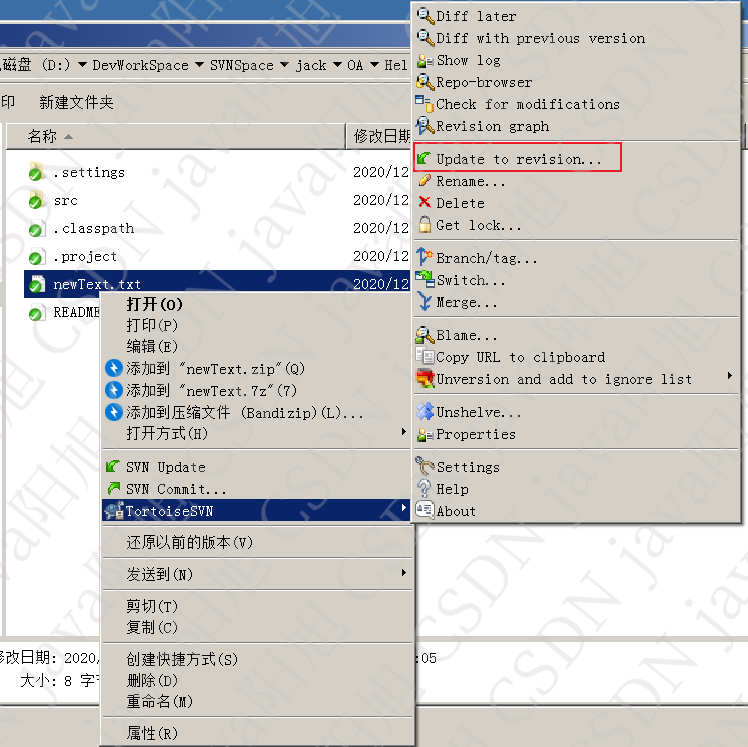 磁盘 (D:) ▾ DevWorkSpace ▾ SVNSpace ▾ jack ▾ OA ▾ Hel
印 新建文件夹
名称 修改日期
.settings 2020/12
src 2020/12
.classpath 2020/12
.project 2020/12
newText.txt 2020/12
README
打开(O)
打印(P)
编辑(E)
添加到 "newText.zip"(Q)
添加到 "newText.7z"(7)
添加到压缩文件 (Bandizip)(L)...
打开方式(H)
SVN Update
SVN Commit...
TortoiseSVN
还原以前的版本(V)
发送到(N)
剪切(T)
复制(C)
创建快捷方式(S)
删除(D)
重命名(M)
属性(R)
Diff later
Diff with previous version
Show log
Repo-browser
Check for modifications
Revision graph
Update to revision...
Rename...
Delete
Get lock...
Branch/tag...
Switch...
Merge...
Blame...
Copy URL to clipboard
Unversion and add to ignore list
Unshelve...
Properties
Settings
Help
About
修改日期: 2020/ :05
大小: 8 字节